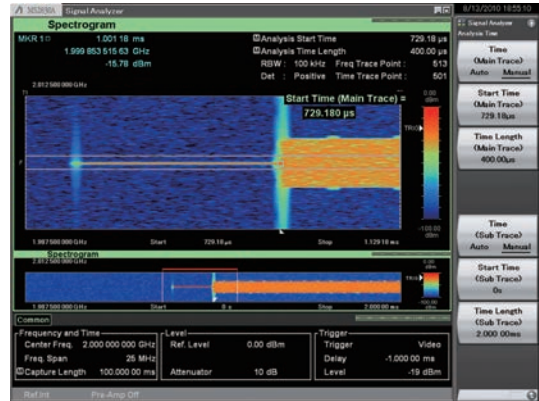 MS2830A Signal Analyzer
8/13/2010 18:55:10
Spectrogram
MKR 1
1.001 18 ms
1.999 853 515 63 GHz
-15.78 dBm
Analysis Start Time 729.18 µs
Analysis Time Length 400.00 µs
RBW : 100 kHz Freq Trace Point : 513
Det : Positive Time Trace Point : 501
2.012 500 000 GHz
Start Time (Main Trace) =
729.180 µs
0.00
dBm
TRIG
F
-100.00
dBm
1.987 500 000 GHz Start 729.18 µs Stop 1.129 18 ms
Spectrogram
2.012 500 000 GHz
0.00
dBm
TRIG
-100.00
dBm
1.987 500 000 GHz Start 0 s Stop 2.000 00 ms
Common
Frequency and Time
Center Freq. 2.000 000 000 GHz
Freq. Span 25 MHz
Capture Length 100.000 00 ms
Level
Ref. Level 0.00 dBm
Attenuator 10 dB
Trigger
Trigger Video
Delay -1.000 00 ms
Level -19 dBm
Ref.Int Pre-Amp Off
Signal Analyzer
Analysis Time
Time
(Main Trace)
Auto Manual
Start Time
(Main Trace)
729.18µs
Time Length
(Main Trace)
400.00µs
Time
(Sub Trace)
Auto Manual
Start Time
(Sub Trace)
0s
Time Length
(Sub Trace)
2.000 00ms